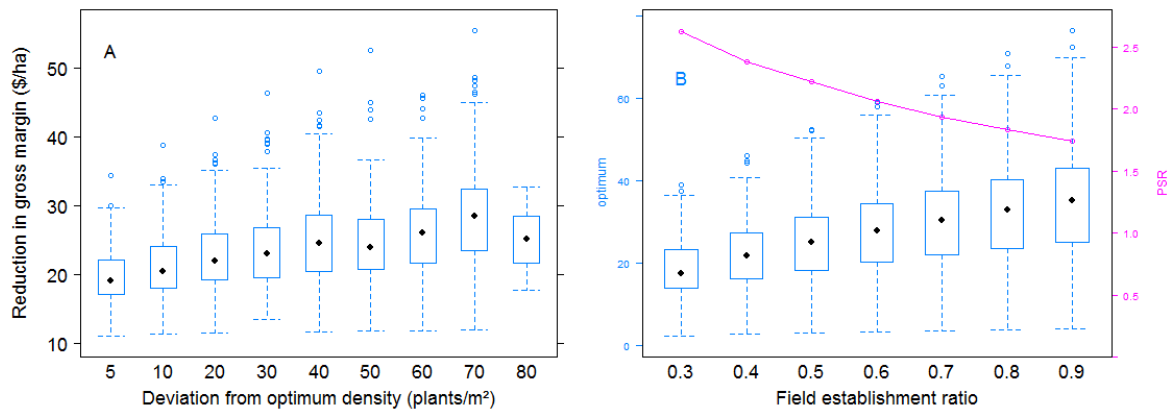 A
Reduction in gross margin ($/ha)
50
40
30
20
10
5 10 20 30 40 50 60 70 80
Deviation from optimum density (plants/m²)
B
optimum
60
40
20
0
2.5
2.0
1.5
1.0
0.5
PSR
0.3 0.4 0.5 0.6 0.7 0.8 0.9
Field establishment ratio